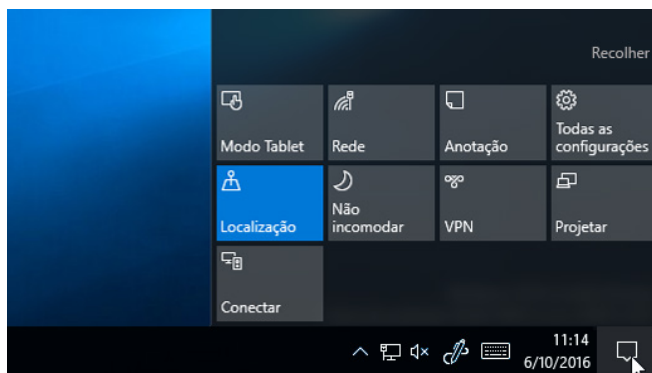 Recolher
Modo Tablet
Rede
Anotação
Todas as
configurações
Localização
Não
incomodar
VPN
Projetar
Conectar
11:14
6/10/2016